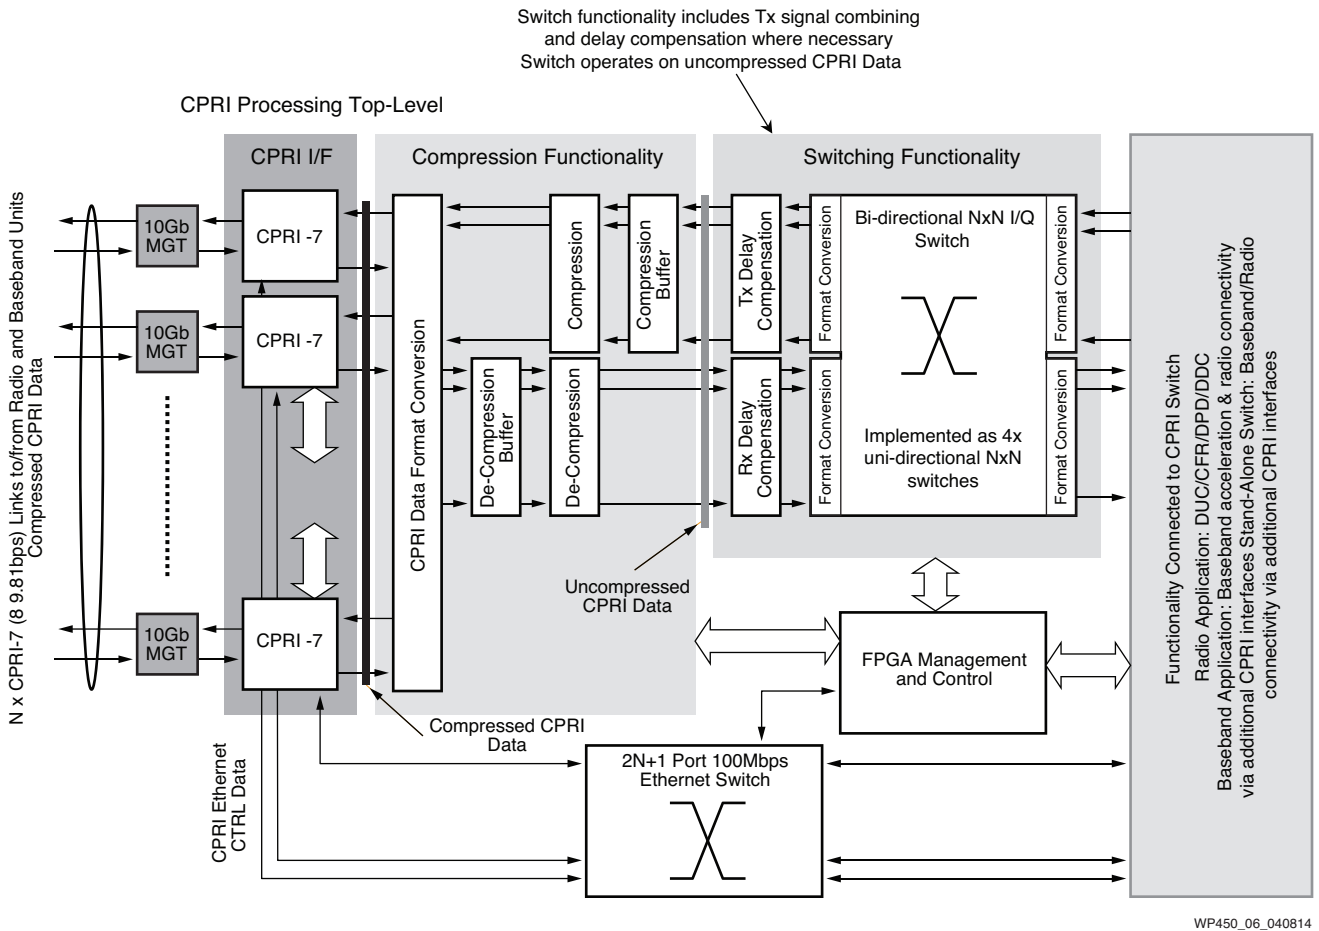 Switch functionality includes Tx signal combining
and delay compensation where necessary
Switch operates on uncompressed CPRI Data
CPRI Processing Top-Level
CPRI I/F
Compression Functionality
Switching Functionality
N x CPRI-7 (8 9.81bps) Links to/from Radio and Baseband Units
Compressed CPRI Data
10Gb
MGT
CPRI -7
10Gb
MGT
CPRI -7
10Gb
MGT
CPRI -7
CPRI Data Format Conversion
Compression
Compression
Buffer
De-Compression
Buffer
De-Compression
Tx Delay
Compensation
Rx Delay
Compensation
Format Conversion
Format Conversion
Bi-directional NxN I/Q
Switch
Implemented as 4x
uni-directional NxN
switches
Format Conversion
Format Conversion
Uncompressed
CPRI Data
Compressed CPRI
Data
FPGA Management
and Control
2N+1 Port 100Mbps
Ethernet Switch
CPRI Ethernet
CTRL Data
Functionality Connected to CPRI Switch
Radio Application: DUC/CFR/DPD/DDC
Baseband Application: Baseband aceleration & radio connectivity
via additional CPRI interfaces Stand-Alone Switch: Baseband/Radio
connectivity via additional CPRI interfaces
WP450_06_040814